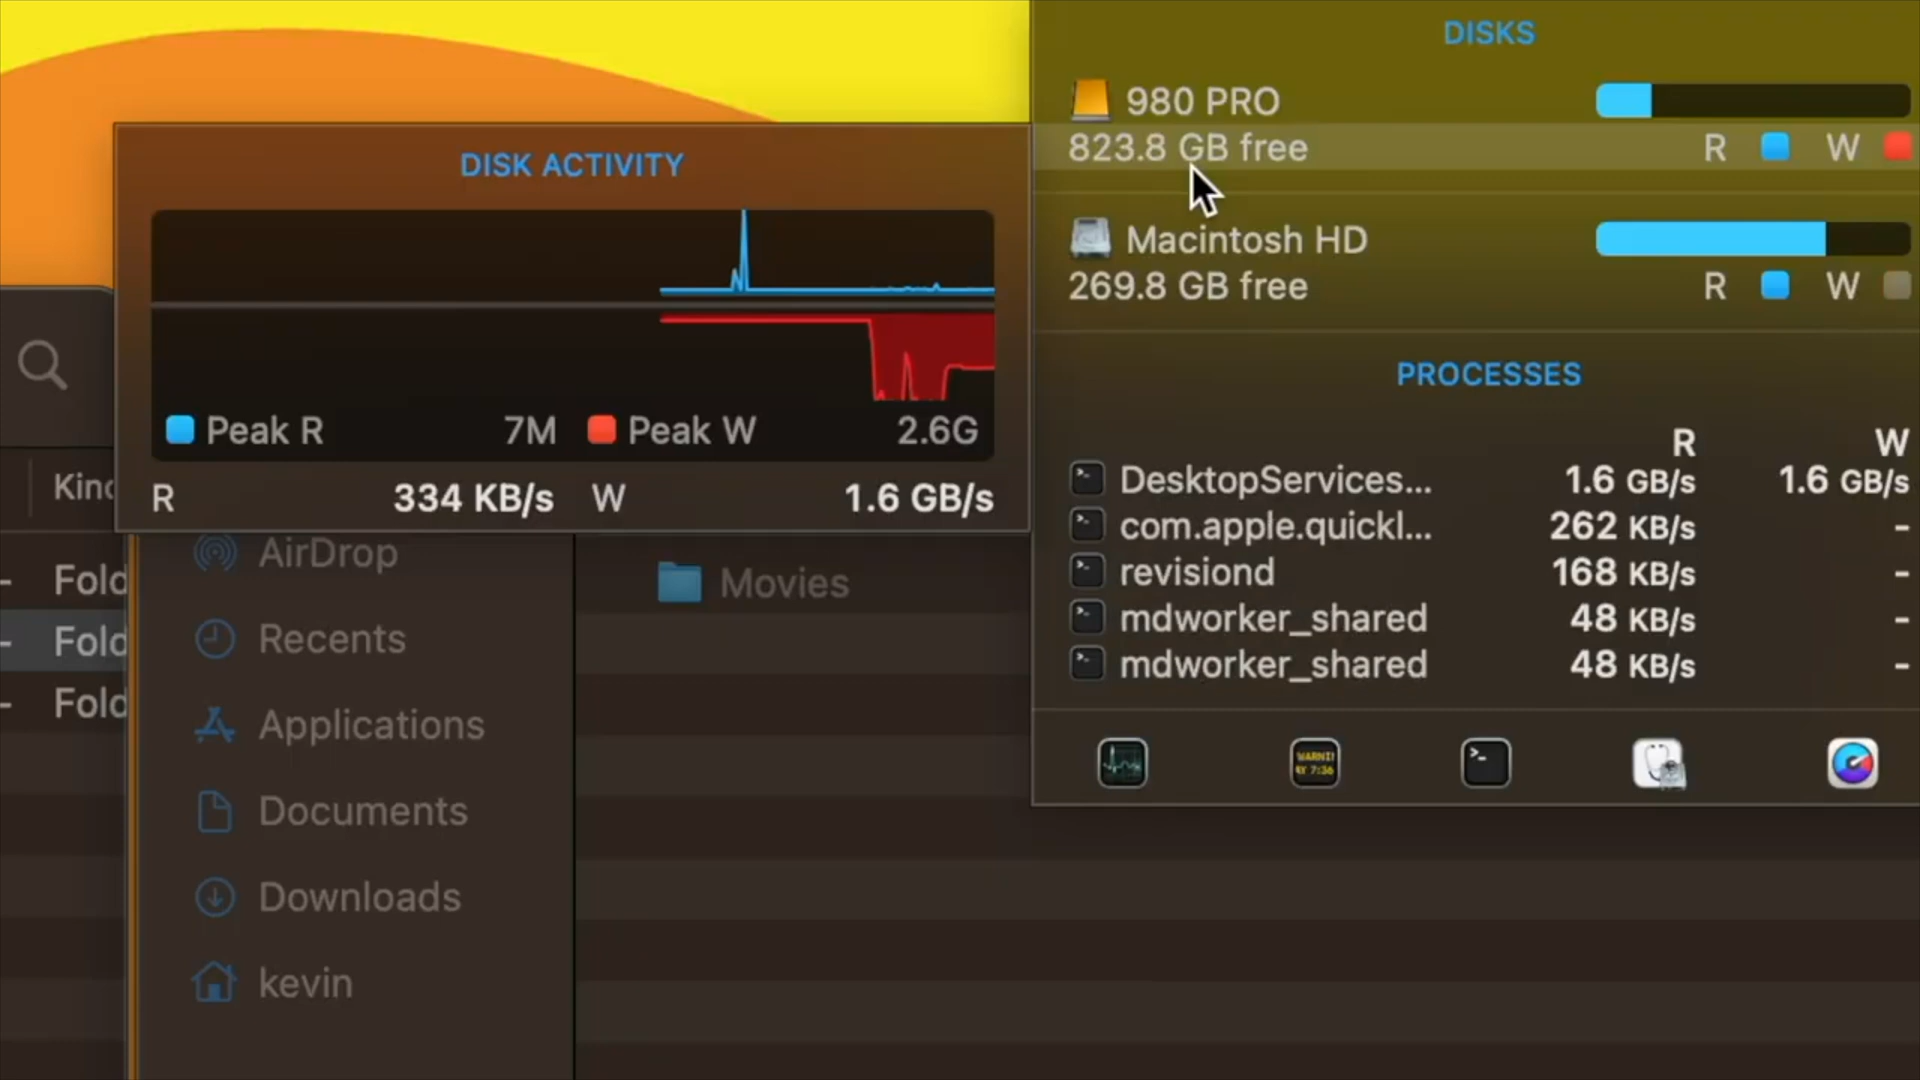 DISKS
980 PRO
823.8 GB free R W
Macintosh HD
269.8 GB free R W
DISK ACTIVITY
Peak R 7M Peak W 2.6G
R 334 KB/s W 1.6 GB/s
PROCESSES
R W
DesktopServices... 1.6 GB/s 1.6 GB/s
com.apple.quickl... 262 KB/s -
revisiond 168 KB/s -
mdworker_shared 48 KB/s -
mdworker_shared 48 KB/s -
WARNI
7:36
Kind
- Fold
- Fold
- Fold
AirDrop
Recents
Applications
Documents
Downloads
kevin
Movies